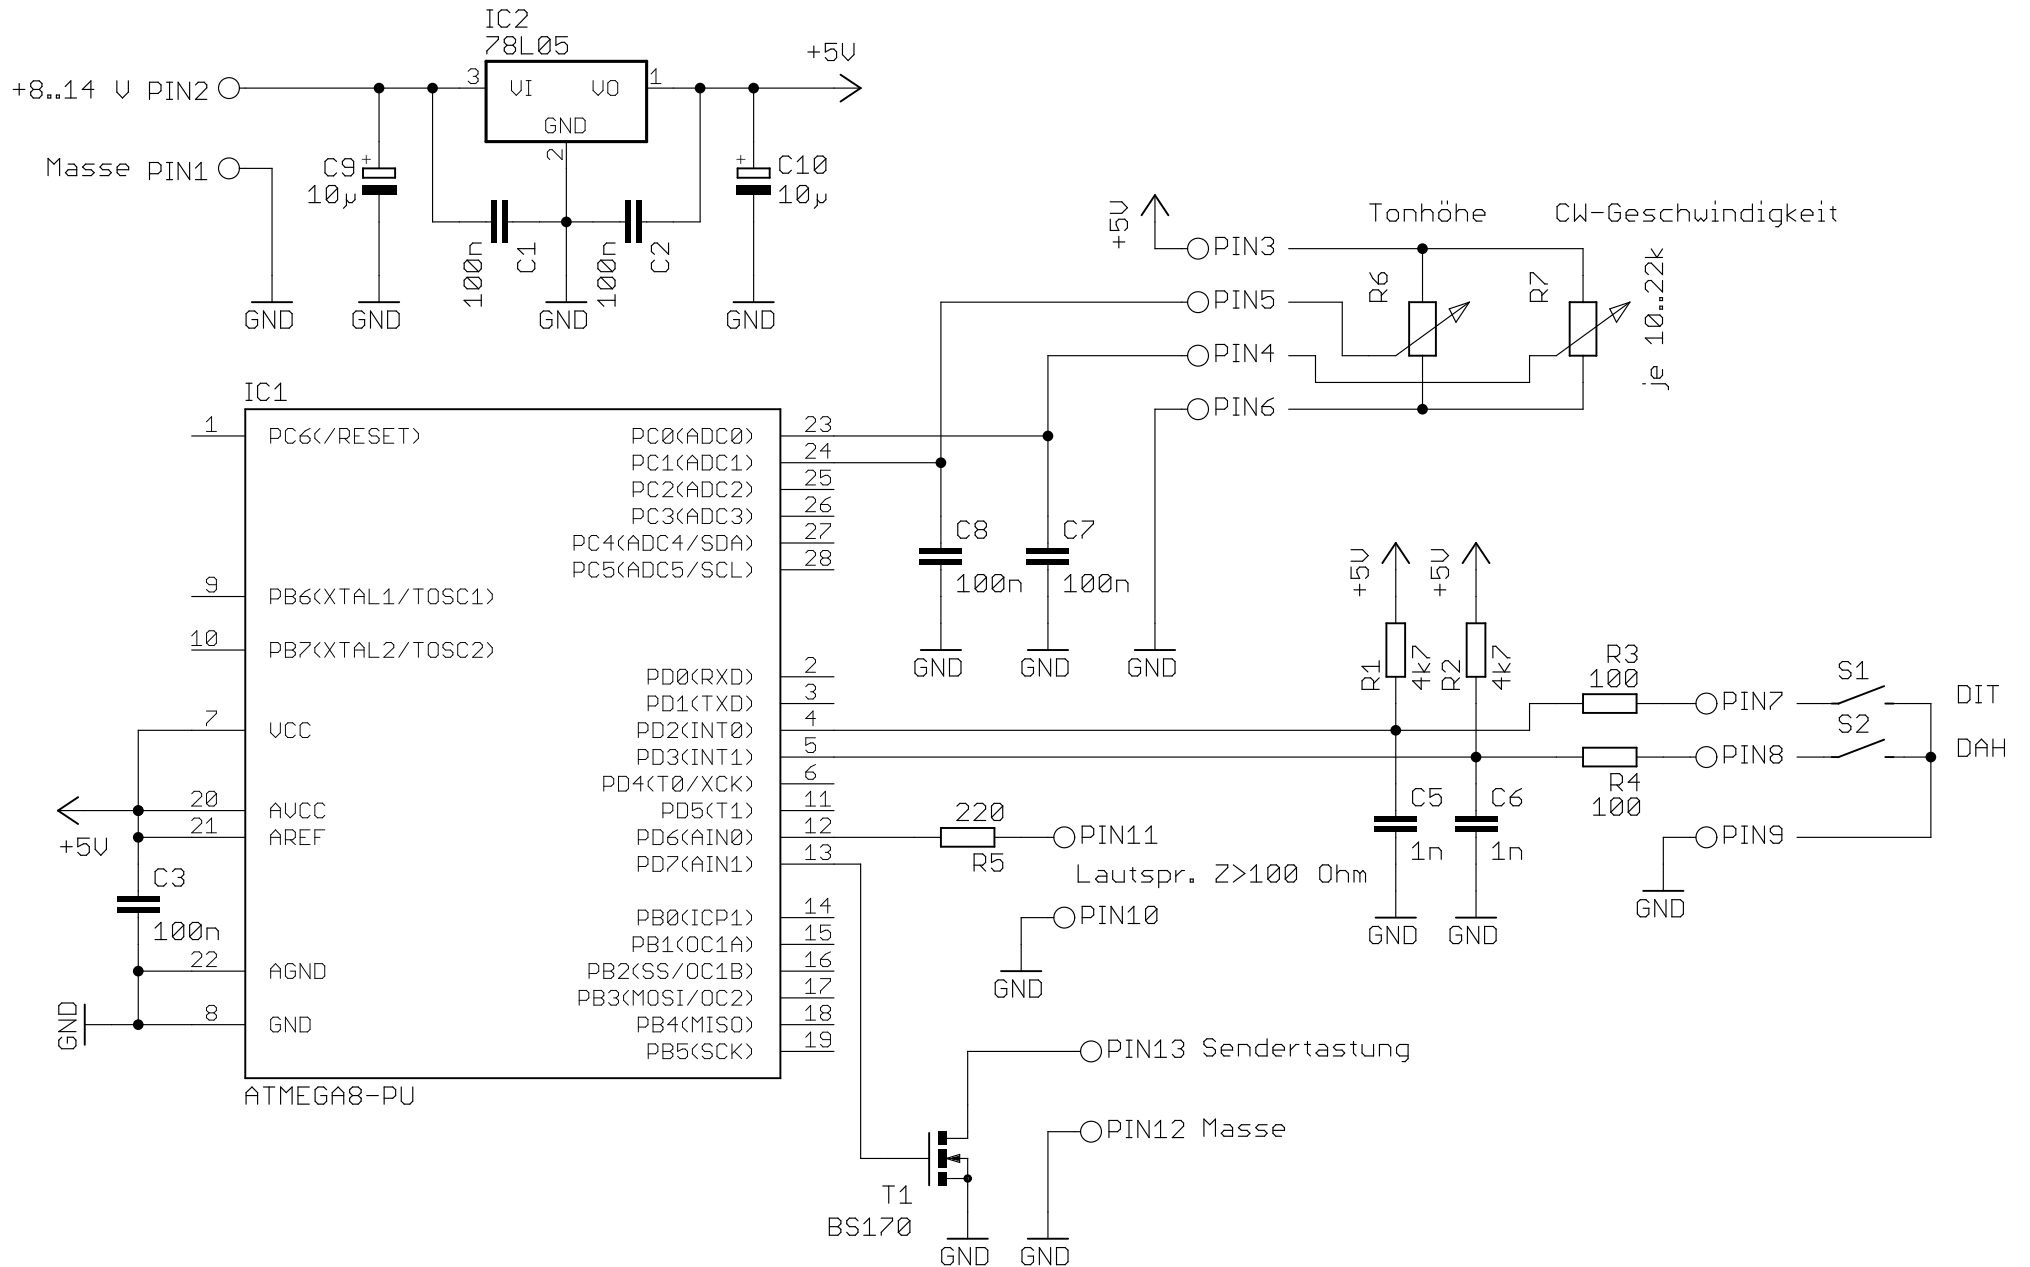 IC2
78L05
+5V
+8..14 V PIN2
3
VI
VO
1
GND
2
Masse PIN1
C9
+
10µ
+
C10
10µ
100n
C1
100n
C2
GND
GND
GND
GND
+5V
Tonhöhe
CW-Geschwindigkeit
PIN3
PIN5
PIN4
PIN6
R6
R7
je 10..22k
IC1
1
PC6(/RESET)
PC0(ADC0)
23
PC1(ADC1)
24
PC2(ADC2)
25
PC3(ADC3)
26
PC4(ADC4/SDA)
27
PC5(ADC5/SCL)
28
9
PB6(XTAL1/TOSC1)
10
PB7(XTAL2/TOSC2)
PD0(RXD)
2
PD1(TXD)
3
7
VCC
PD2(INT0)
4
PD3(INT1)
5
PD4(T0/XCK)
6
20
AVCC
PD5(T1)
11
21
AREF
PD6(AIN0)
12
PD7(AIN1)
13
+5V
C3
100n
PB0(ICP1)
14
PB1(OC1A)
15
22
AGND
PB2(SS/OC1B)
16
PB3(MOSI/OC2)
17
8
GND
PB4(MISO)
18
PB5(SCK)
19
GND
ATMEGA8-PU
C8
100n
C7
100n
GND
GND
GND
+5V
+5V
R1
4k7
R2
4k7
R3
100
PIN7
S1
DIT
S2
PIN8
DAH
R4
100
C5
1n
C6
1n
PIN9
GND
GND
GND
220
R5
PIN11
Lautspr. Z>100 Ohm
PIN10
GND
PIN13 Sendertastung
PIN12 Masse
T1
BS170
GND
GND